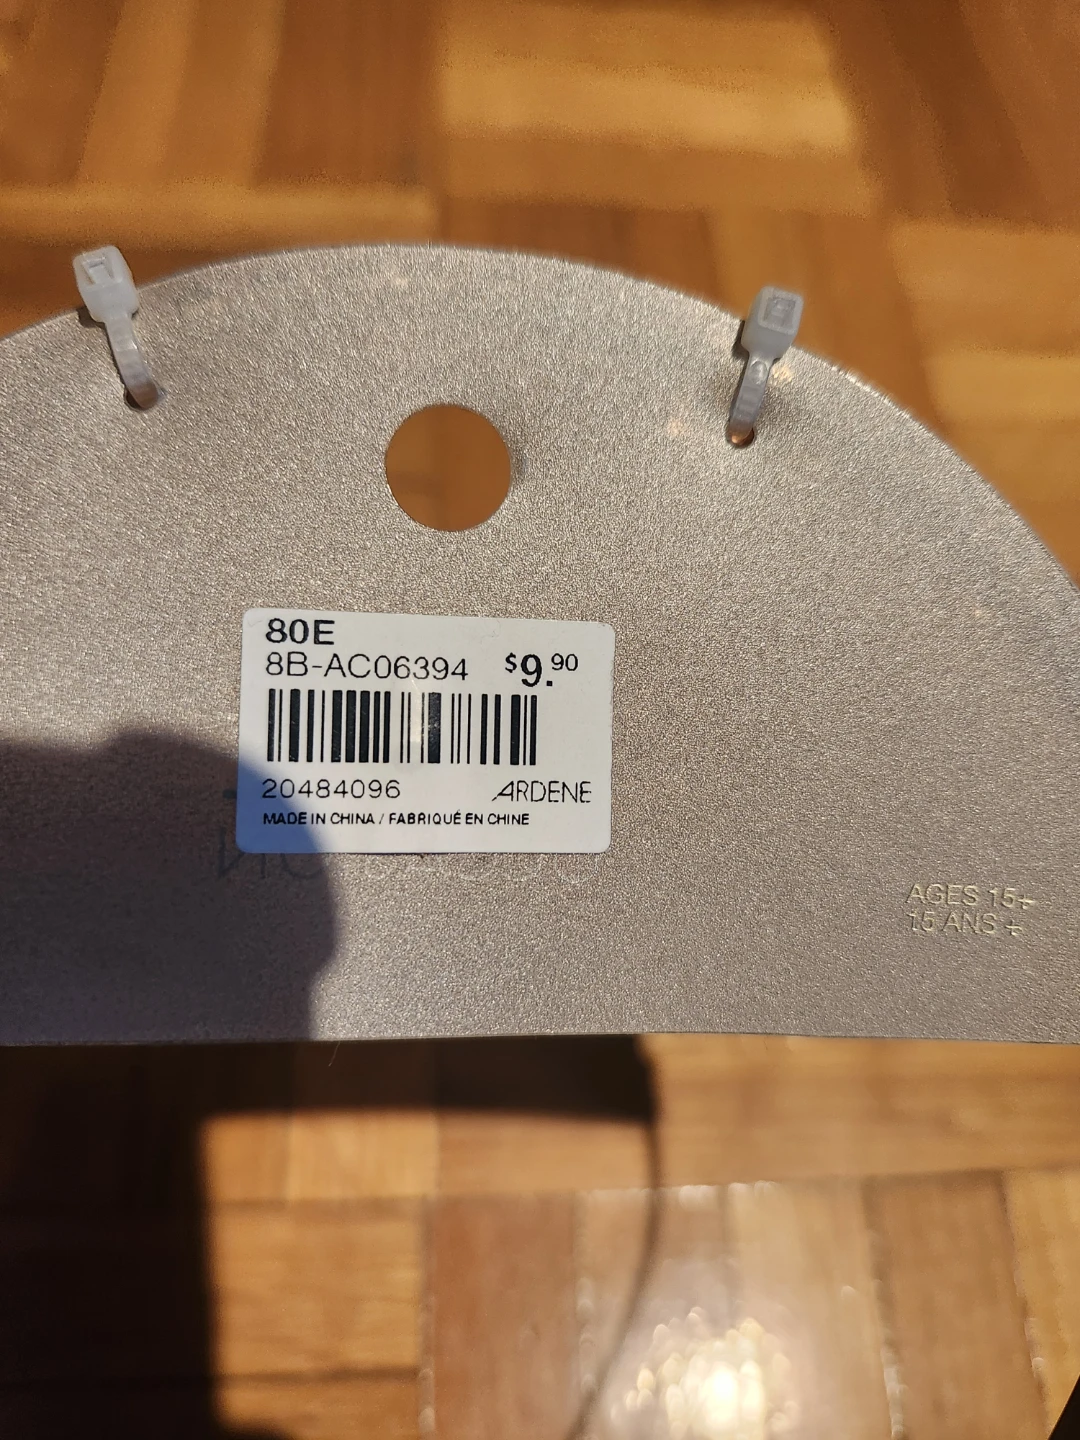 80E
8B-AC06394 $9.90
20484096 ARDENE
MADE IN CHINA / FABRIQUÉ EN CHINE
AGES 15+
15 ANS +